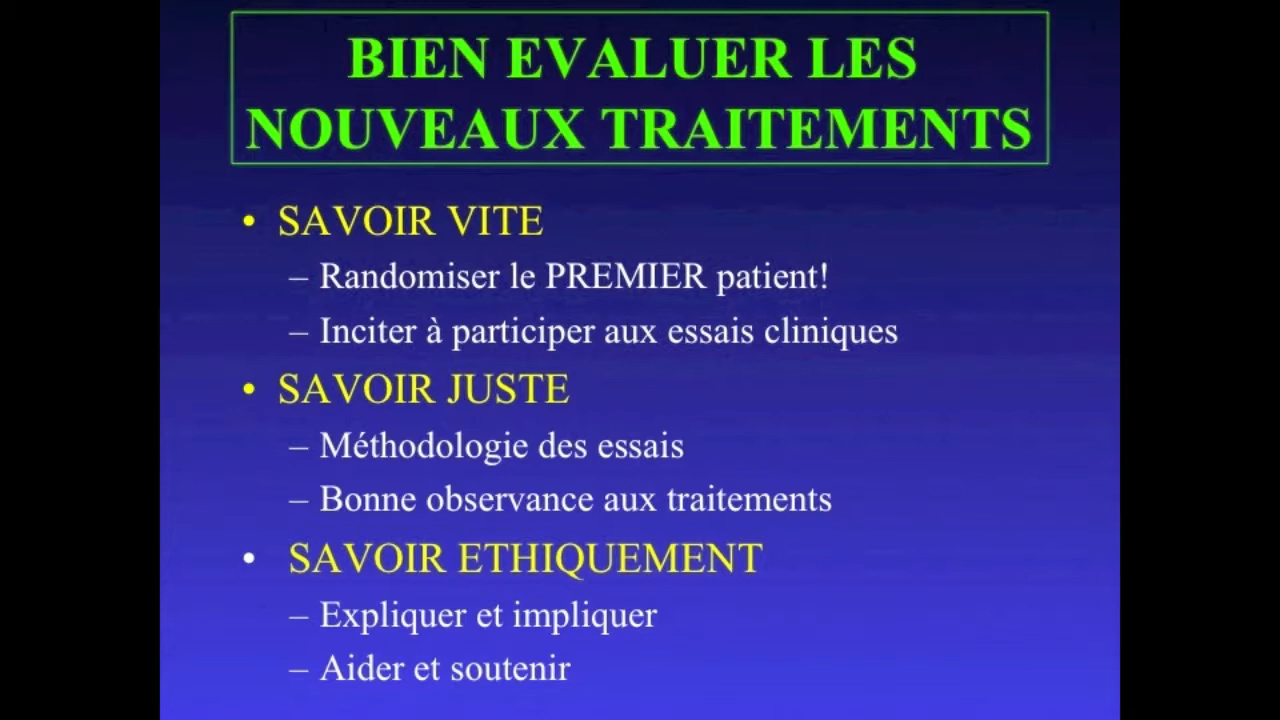 BIEN EVALUER LES
NOUVEAUX TRAITEMENTS
• SAVOIR VITE
– Randomiser le PREMIER patient!
– Inciter à participer aux essais cliniques
• SAVOIR JUSTE
– Méthodologie des essais
– Bonne observance aux traitements
• SAVOIR ETHIQUEMENT
– Expliquer et impliquer
– Aider et soutenir